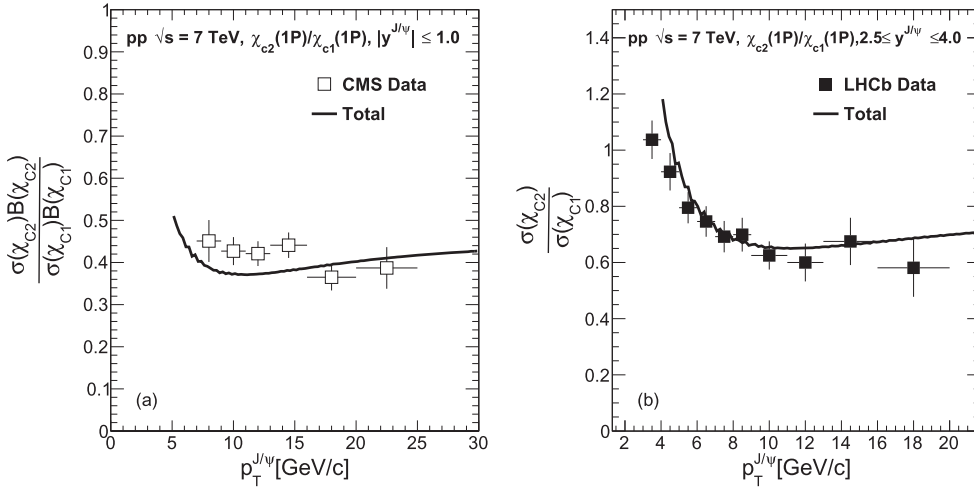 pp √s = 7 TeV, χc2(1P)/χc1(1P), |y^J/ψ| ≤ 1.0
CMS Data
Total
σ(χC2)B(χC2)
σ(χC1)B(χC1)
1
0.9
0.8
0.7
0.6
0.5
0.4
0.3
0.2
0.1
0
(a)
0 5 10 15 20 25 30
p_T^J/ψ[GeV/c]
pp √s = 7 TeV, χc2(1P)/χc1(1P),2.5≤ y^J/ψ ≤4.0
LHCb Data
Total
σ(χC2)
σ(χC1)
1.4
1.2
1
0.8
0.6
0.4
0.2
0
(b)
2 4 6 8 10 12 14 16 18 20
p_T^J/ψ[GeV/c]